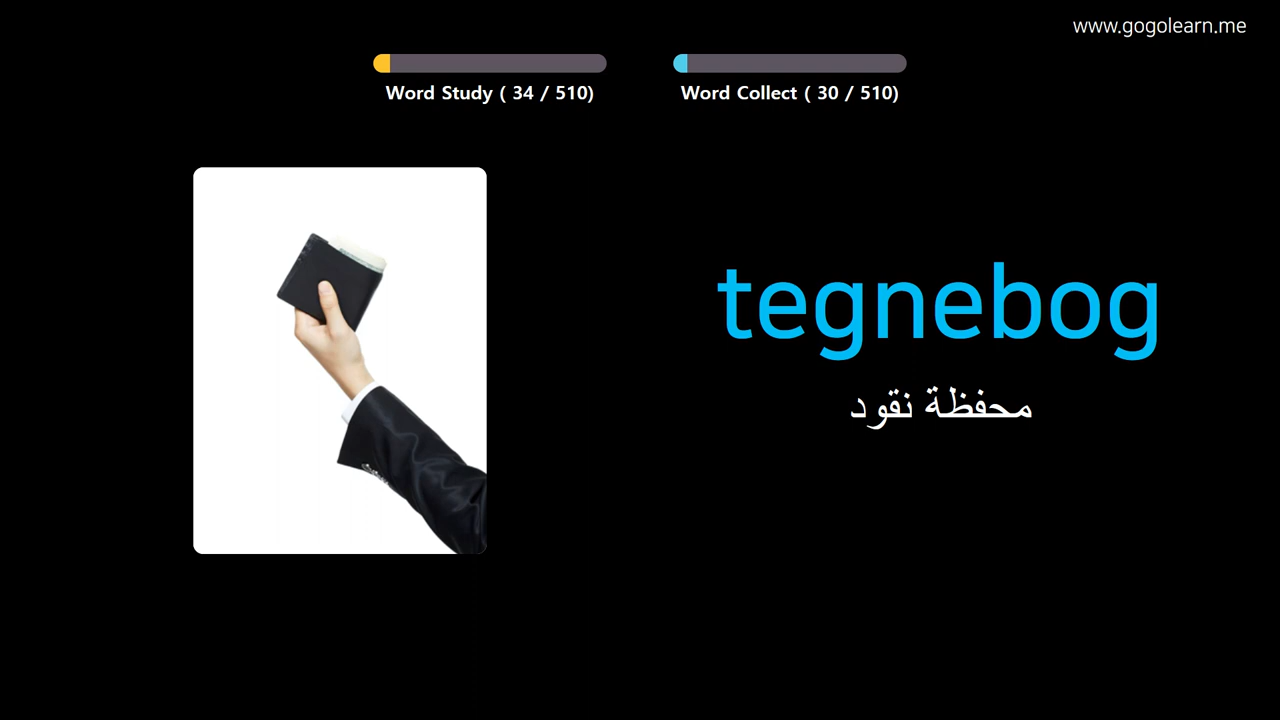 www.gogolearn.me
Word Study ( 34 / 510)
Word Collect ( 30 / 510)
tegnebog
محفظة نقود